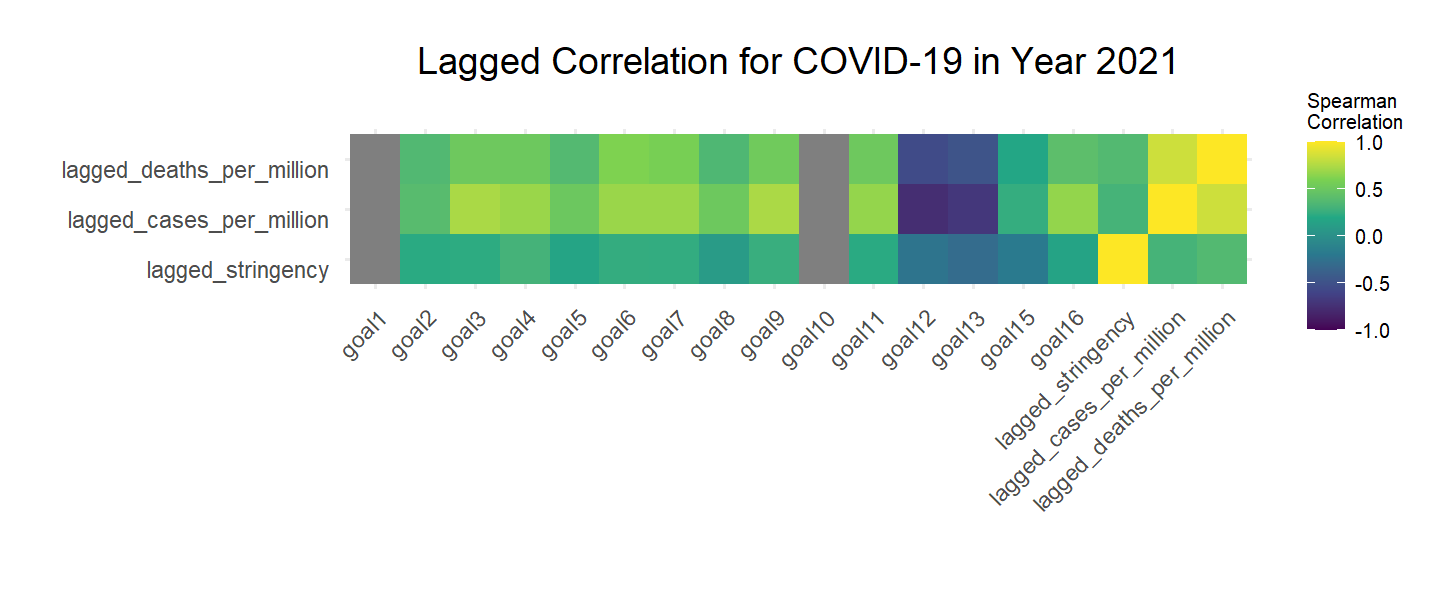 Lagged Correlation for COVID-19 in Year 2021
Spearman
Correlation
1.0
0.5
0.0
-0.5
-1.0
lagged_deaths_per_million
lagged_cases_per_million
lagged_stringency
goal1
goal2
goal3
goal4
goal5
goal6
goal7
goal8
goal9
goal10
goal11
goal12
goal13
goal15
goal16
lagged_stringency
lagged_cases_per_million
lagged_deaths_per_million